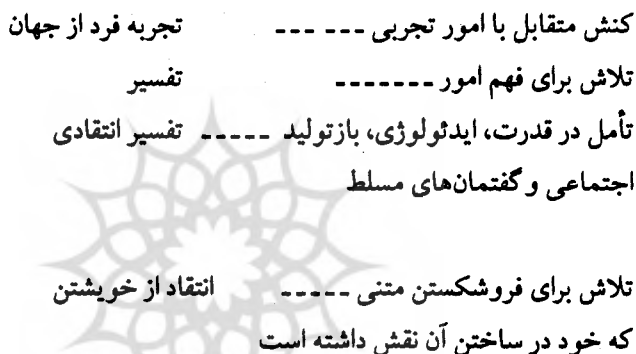 کنش متقابل با امور تجربی --- --- تجربه فرد از جهان
تلاش برای فهم امور ------- تفسیر
تأمل در قدرت، ایدئولوژی، بازتولید ----- تفسیر انتقادی
اجتماعی و گفتمان‌های مسلط
تلاش برای فروشکستن متنی ----- انتقاد از خویشتن
که خود در ساختن آن نقش داشته است